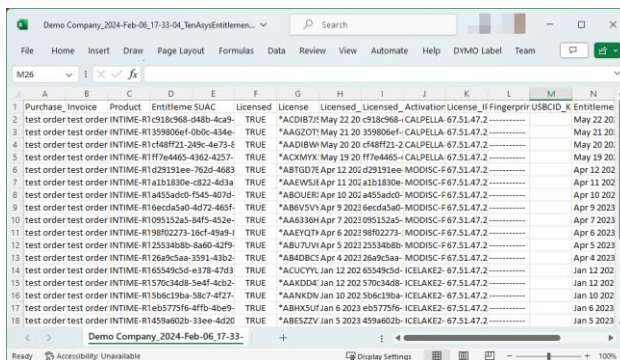 Demo Company_2024-Feb-06_17-33-04_TenAsysEntitlemen...
Search
File Home Insert Draw Page Layout Formulas Data Review View Automate Help DYMO Label Team
M26 fx
A B C D E F G H I J K L M N
1 Purchase_ Invoice Product Entitleme SUAC Licensed License Licensed_ Licensed_ Activation License_II Fingerprin USBCID_K Entitleme
2 test order test order INTIME-R1 c918c968-d48b-4ca9- TRUE *ACDIB7J May 22 20 c918c968- CALPELLA- 67.51.47.2 ------------ May 22 20
3 test order test order INTIME-R1 359806ef-0b0c-434e- TRUE *AAGZOT May 21 20 359806ef- CALPELLA- 67.51.47.2 ------------ May 21 20
4 test order test order INTIME-R1 cf48ff21-249c-4e73-8 TRUE *AADIBW May 20 20 cf48ff21-2 CALPELLA- 67.51.47.2 ------------ May 20 20
5 test order test order INTIME-R1 ff7e4465-4362-4257- TRUE *ACXMYX May 19 20 ff7e4465- CALPELLA- 67.51.47.2 ------------ May 19 20
6 test order test order INTIME-R1 d29191ee-762d-4683 TRUE *ABTGD7E Apr 12 202 d29191ee- MODISC-F 67.51.47.2 ------------ Apr 12 202
7 test order test order INTIME-R1 a1b1830e-c822-4d3a TRUE *AAEWSJ Apr 11 202 a1b1830e- MODISC-F 67.51.47.2 ------------ Apr 11 202
8 test order test order INTIME-R1 a455adc0-f545-407d- TRUE *ABOUER Apr 10 202 a455adc0- MODISC-F 67.51.47.2 ------------ Apr 10 202
9 test order test order INTIME-R1 6ecda5a0-4d72-465f- TRUE *AB6V5V Apr 9 2023 6ecda5a0- MODISC-F 67.51.47.2 ------------ Apr 9 2023
10 test order test order INTIME-R1 095152a5-84f5-452e- TRUE *AA6336H Apr 7 2023 095152a5- MODISC-F 67.51.47.2 ------------ Apr 7 2023
11 test order test order INTIME-R1 98f02273-16cf-49a9- TRUE *AAEYQT Apr 6 2023 98f02273- MODISC-F 67.51.47.2 ------------ Apr 6 2023
12 test order test order INTIME-R1 25534b8b-8a60-42f9- TRUE *ABU7UV Apr 5 2023 25534b8b- MODISC-F 67.51.47.2 ------------ Apr 5 2023
13 test order test order INTIME-R1 26a9c5aa-3591-43b2- TRUE *AB4DBC Apr 4 2023 26a9c5aa- MODISC-F 67.51.47.2 ------------ Apr 4 2023
14 test order test order INTIME-R1 65549c5d-e378-47d3 TRUE *ACUCYYL Jan 12 202 65549c5d- ICELAKE2- 67.51.47.2 ------------ Jan 12 202
15 test order test order INTIME-R1 570c34d8-5e4f-4cb2- TRUE *AAKDD4 Jan 12 202 570c34d8- ICELAKE2- 67.51.47.2 ------------ Jan 12 202
16 test order test order INTIME-R1 5b6c19ba-58c7-4f27- TRUE *AANKDM Jan 10 202 5b6c19ba- ICELAKE2- 67.51.47.2 ------------ Jan 10 202
17 test order test order INTIME-R1 eb5775f6-4ffb-4be9- TRUE *ABHX5U Jan 6 2023 eb5775f6- ICELAKE2- 67.51.47.2 ------------ Jan 6 2023
18 test order test order INTIME-R1 459a602b-33ee-4d20 TRUE *ABESZZV Jan 5 2023 459a602b- ICELAKE2- 67.51.47.2 ------------ Jan 5 2023
Demo Company_2024-Feb-06_17-33-
Ready Accessibility: Unavailable Display Settings 100%